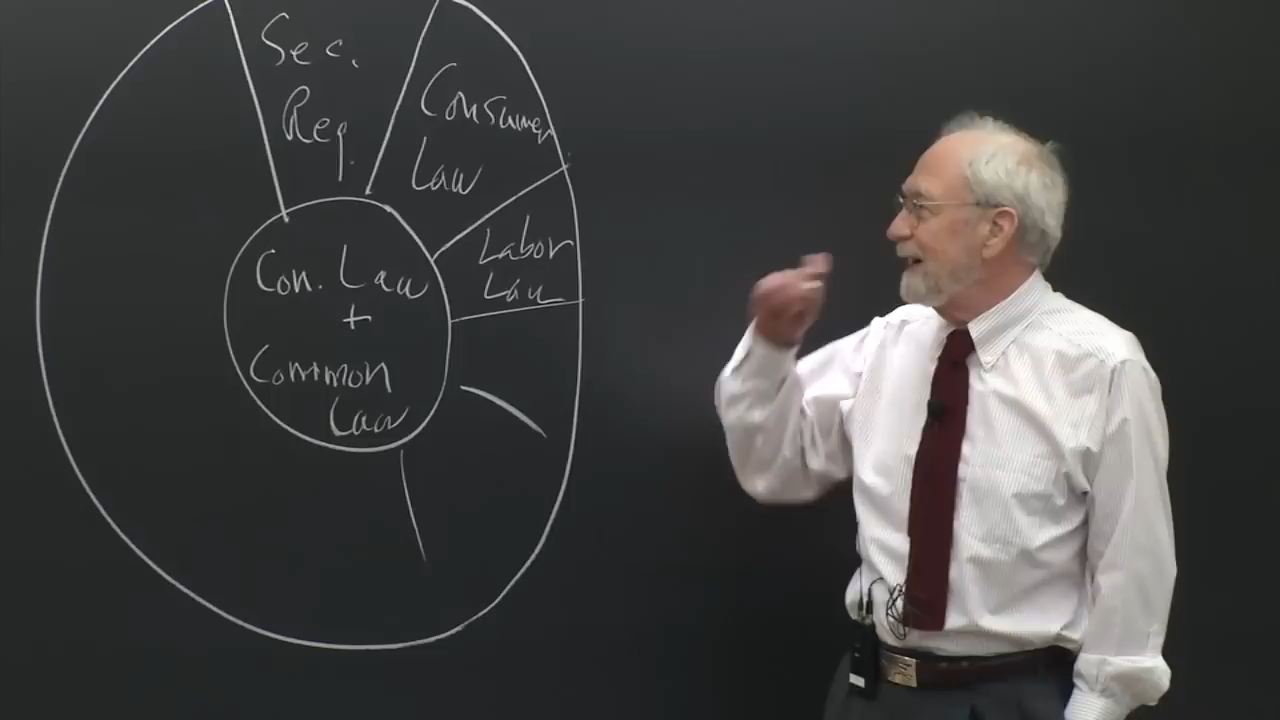 Sec.
Reg.
Consumer
Law
Labor
Law
Con. Law
+
Common
Law